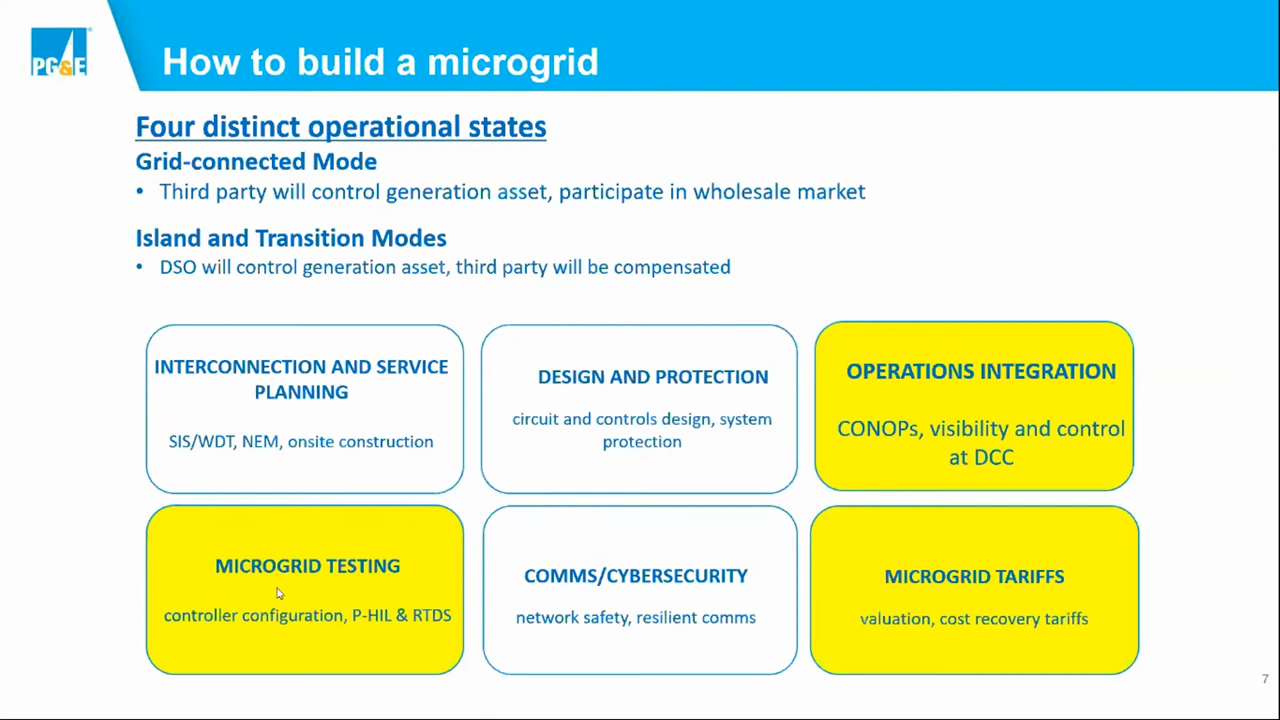 PG&E
How to build a microgrid
Four distinct operational states
Grid-connected Mode
• Third party will control generation asset, participate in wholesale market
Island and Transition Modes
• DSO will control generation asset, third party will be compensated
INTERCONNECTION AND SERVICE
PLANNING
SIS/WDT, NEM, onsite construction
DESIGN AND PROTECTION
circuit and controls design, system
protection
OPERATIONS INTEGRATION
CONOPs, visibility and control
at DCC
MICROGRID TESTING
controller configuration, P-HIL & RTDS
COMMS/CYBERSECURITY
network safety, resilient comms
MICROGRID TARIFFS
valuation, cost recovery tariffs
7